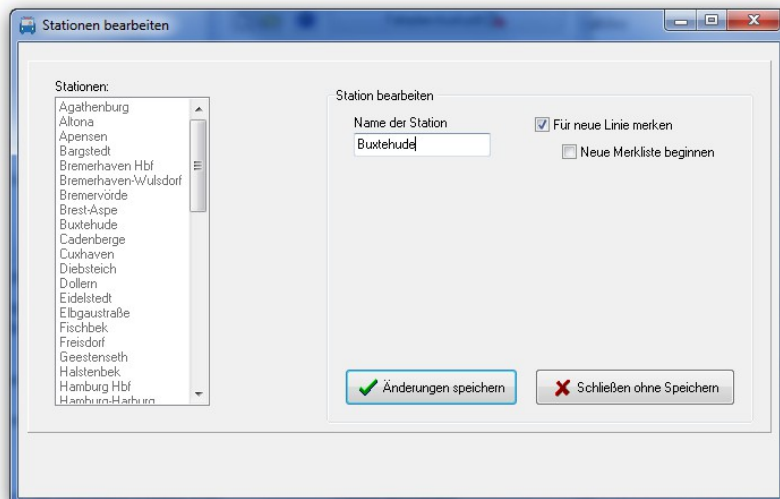 Stationen bearbeiten
Stationen:
Agathenburg
Altona
Apensen
Bargstedt
Bremerhaven Hbf
Bremerhaven-Wulsdorf
Bremervörde
Brest-Aspe
Buxtehude
Cadenberge
Cuxhaven
Diebsteich
Dollern
Eidelstedt
Elbgaustraße
Fischbek
Freisdorf
Geestenseth
Halstenbek
Hamburg Hbf
Hamburg-Harburg
Station bearbeiten
Name der Station
Buxtehude
Für neue Linie merken
Neue Merkliste beginnen
Änderungen speichern
Schließen ohne Speichern